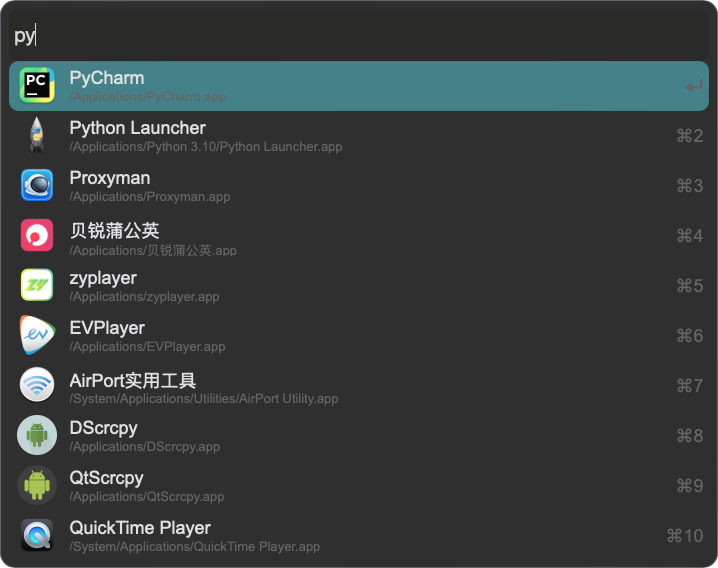 py
PC
PyCharm
/Applications/PyCharm.app
Python Launcher
/Applications/Python 3.10/Python Launcher.app
⌘2
Proxyman
/Applications/Proxyman.app
⌘3
贝锐蒲公英
/Applications/贝锐蒲公英.app
⌘4
ZY
zyplayer
/Applications/zyplayer.app
⌘5
ev
EVPlayer
/Applications/EVPlayer.app
⌘6
AirPort实用工具
/System/Applications/Utilities/AirPort Utility.app
⌘7
DScrcpy
/Applications/DScrcpy.app
⌘8
QtScrcpy
/Applications/QtScrcpy.app
⌘9
QuickTime Player
/System/Applications/QuickTime Player.app
⌘10